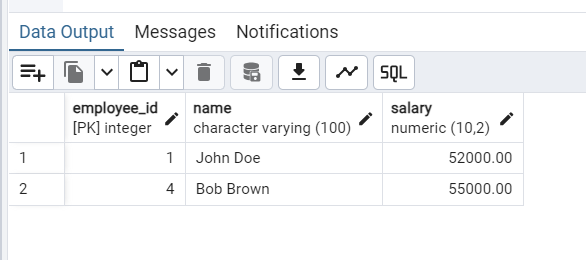 Data Output Messages Notifications
SQL
employee_id name salary
[PK] integer character varying (100) numeric (10,2)
1 1 John Doe 52000.00
2 4 Bob Brown 55000.00